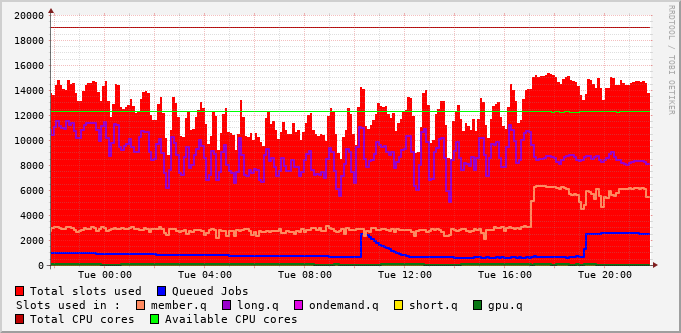 RRDTOOL / TOBI OETIKER
20000
18000
16000
14000
12000
10000
8000
6000
4000
2000
0
Tue 00:00 Tue 04:00 Tue 08:00 Tue 12:00 Tue 16:00 Tue 20:00
Total slots used Queued Jobs
Slots used in : member.q long.q ondemand.q short.q gpu.q
Total CPU cores
Available CPU cores